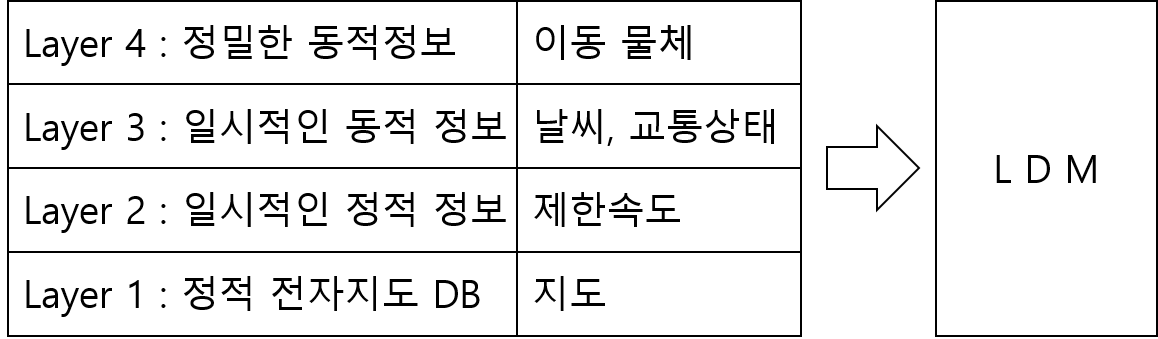 Layer 4 : 정밀한 동적정보 이동 물체
Layer 3 : 일시적인 동적 정보 날씨, 교통상태
Layer 2 : 일시적인 정적 정보 제한속도
Layer 1 : 정적 전자지도 DB 지도
L D M